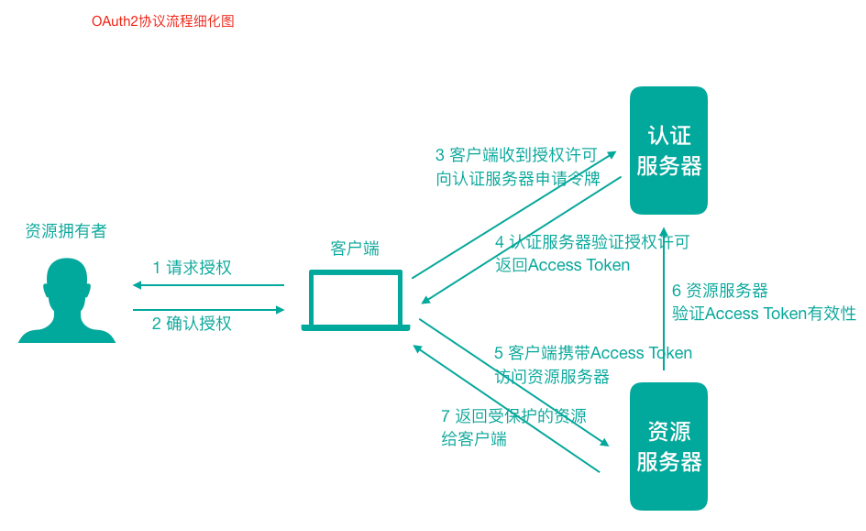 OAuth2协议流程细化图
认证
服务器
3 客户端收到授权许可
向认证服务器申请令牌
资源拥有者
客户端
4 认证服务器验证授权许可
返回Access Token
1 请求授权
2 确认授权
6 资源服务器
验证Access Token有效性
5 客户端携带Access Token
访问资源服务器
7 返回受保护的资源
给客户端
资源
服务器